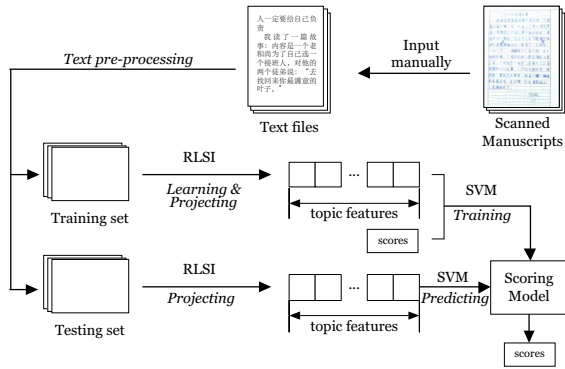 人一定要给自己负
责
我读了一篇故
事：内容是一个老
和尚为了自己选一
个接班人，对他的
两个徒弟说：“去
找回来你最满意的
叶子。”
Text pre-processing
Input
manually
Text files
Scanned
Manuscripts
RLSI
...
SVM
Learning &
Projecting
Training
topic features
Training set
scores
RLSI
...
SVM
Scoring
Model
Projecting
Predicting
topic features
Testing set
scores